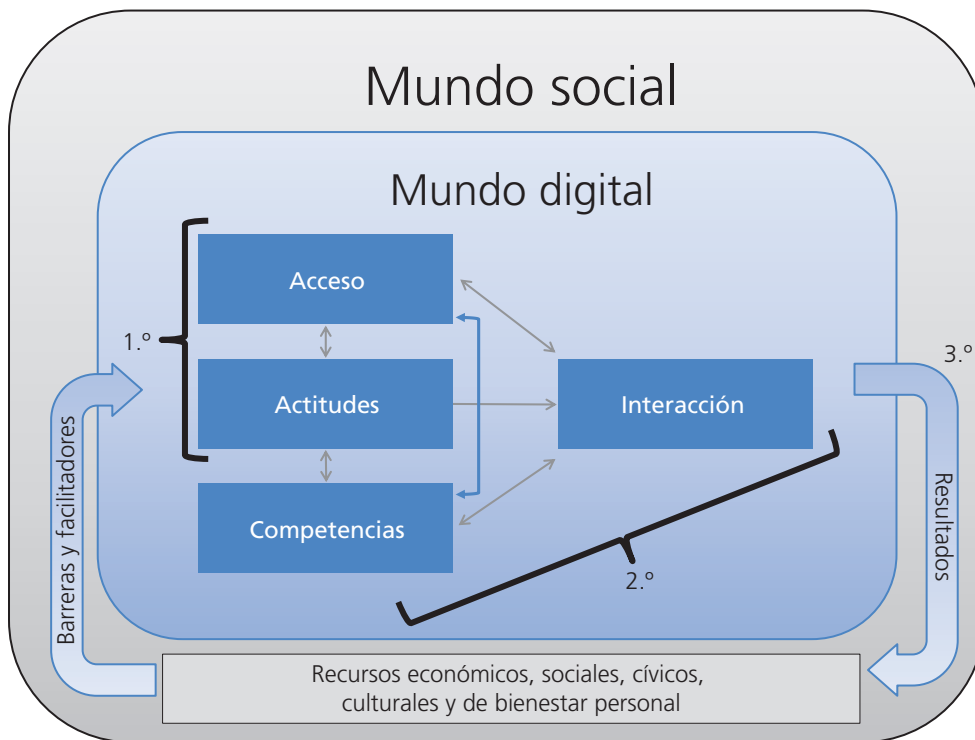 Mundo social
Mundo digital
Acceso
1.º
3.º
Actitudes
Interacción
Barreras y facilitadores
Resultados
Competencias
2.º
Recursos económicos, sociales, cívicos,
culturales y de bienestar personal